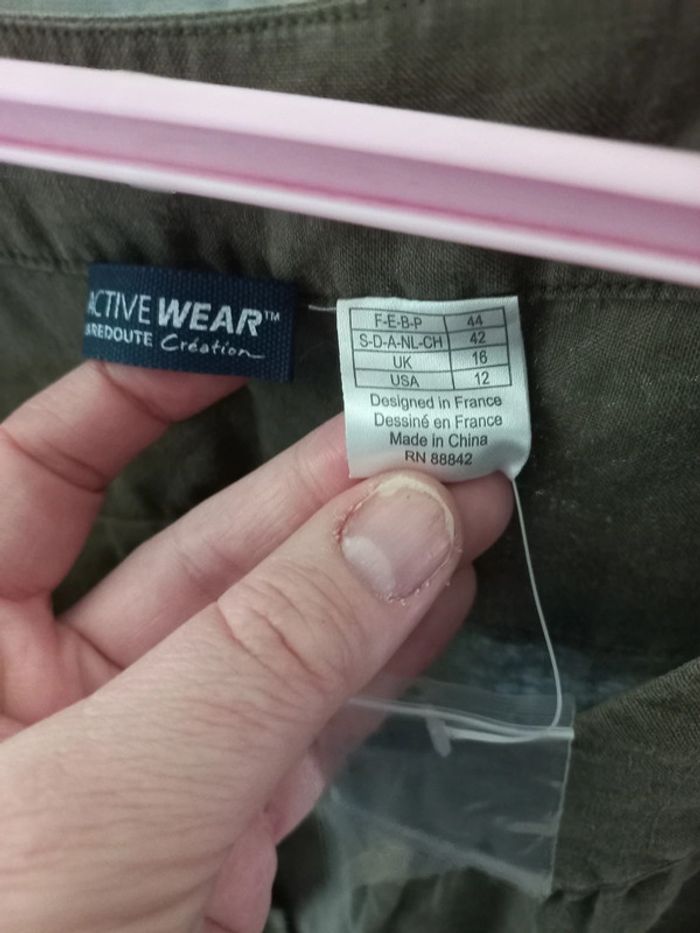 ACTIVE WEAR™
LA REDOUTE Création
F-E-B-P 44
S-D-A-NL-CH 42
UK 16
USA 12
Designed in France
Dessiné en France
Made in China
RN 88842